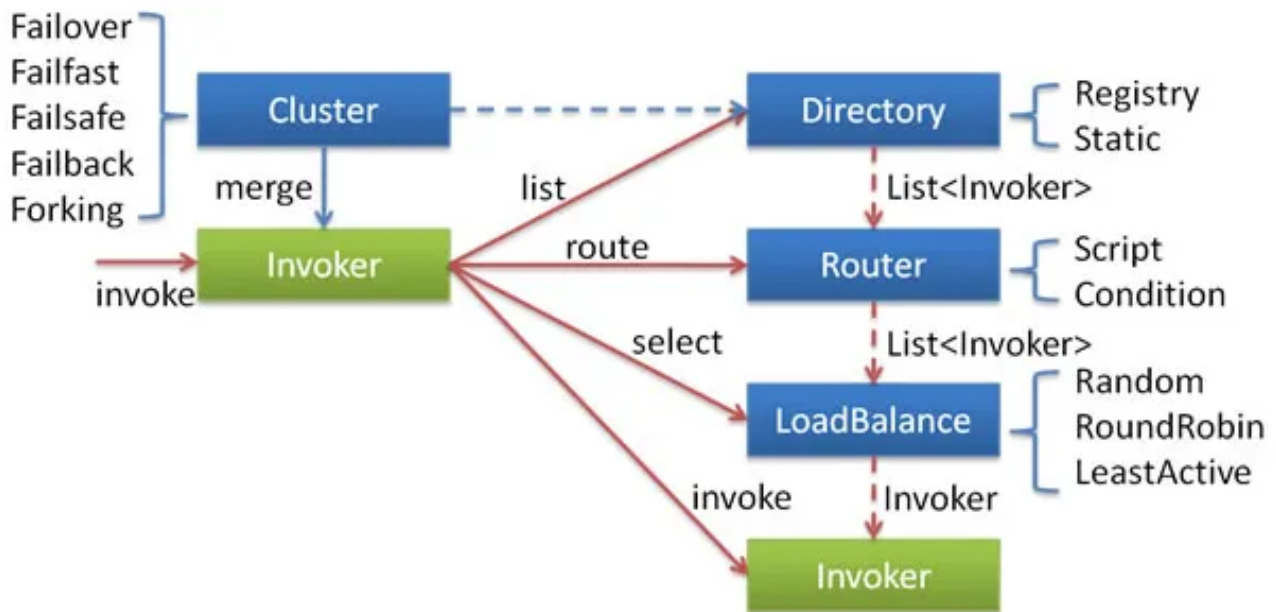 Failover
Failfast
Failsafe
Failback
Forking
Cluster
Directory
Registry
Static
merge
list
List<Invoker>
invoke
Invoker
route
Router
Script
Condition
select
List<Invoker>
LoadBalance
Random
RoundRobin
LeastActive
invoke
Invoker
Invoker